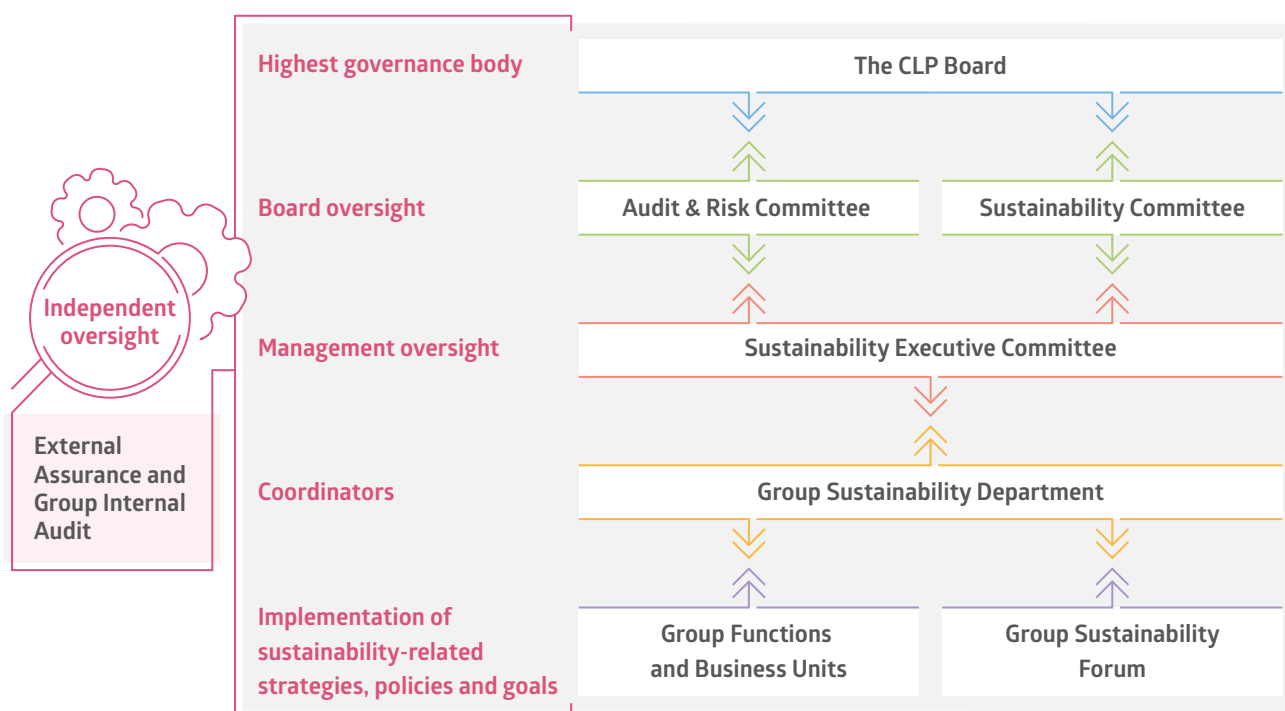 Highest governance body
The CLP Board
Board oversight
Audit & Risk Committee
Sustainability Committee
Independent
oversight
Management oversight
Sustainability Executive Committee
External
Assurance and
Group Internal
Audit
Coordinators
Group Sustainability Department
Implementation of
sustainability-related
strategies, policies and goals
Group Functions
and Business Units
Group Sustainability
Forum